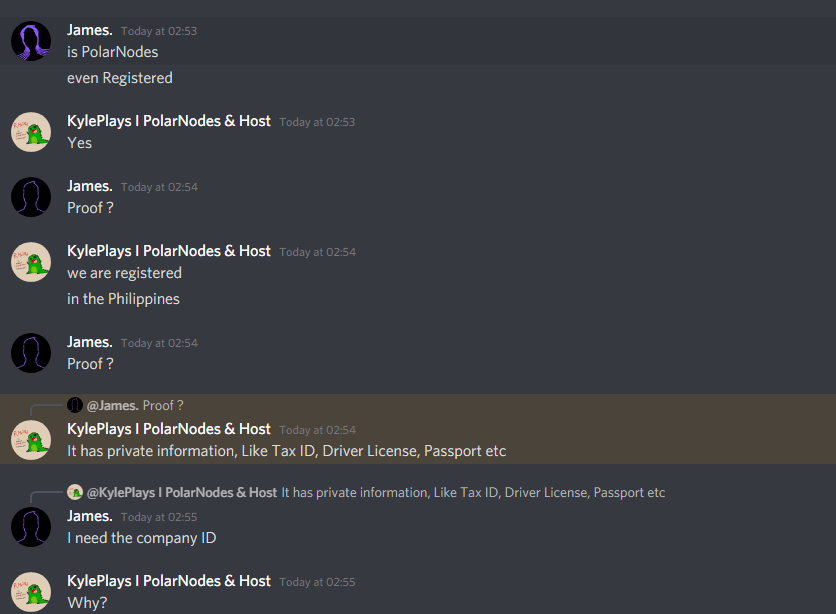 James. Today at 02:53
is PolarNodes
even Registered
KylePlays I PolarNodes & Host Today at 02:53
Yes
James. Today at 02:54
Proof ?
KylePlays I PolarNodes & Host Today at 02:54
we are registered
in the Philippines
James. Today at 02:54
Proof ?
@James. Proof ?
KylePlays I PolarNodes & Host Today at 02:54
It has private information, Like Tax ID, Driver License, Passport etc
@KylePlays I PolarNodes & Host It has private information, Like Tax ID, Driver License, Passport etc
James. Today at 02:55
I need the company ID
KylePlays I PolarNodes & Host Today at 02:55
Why?